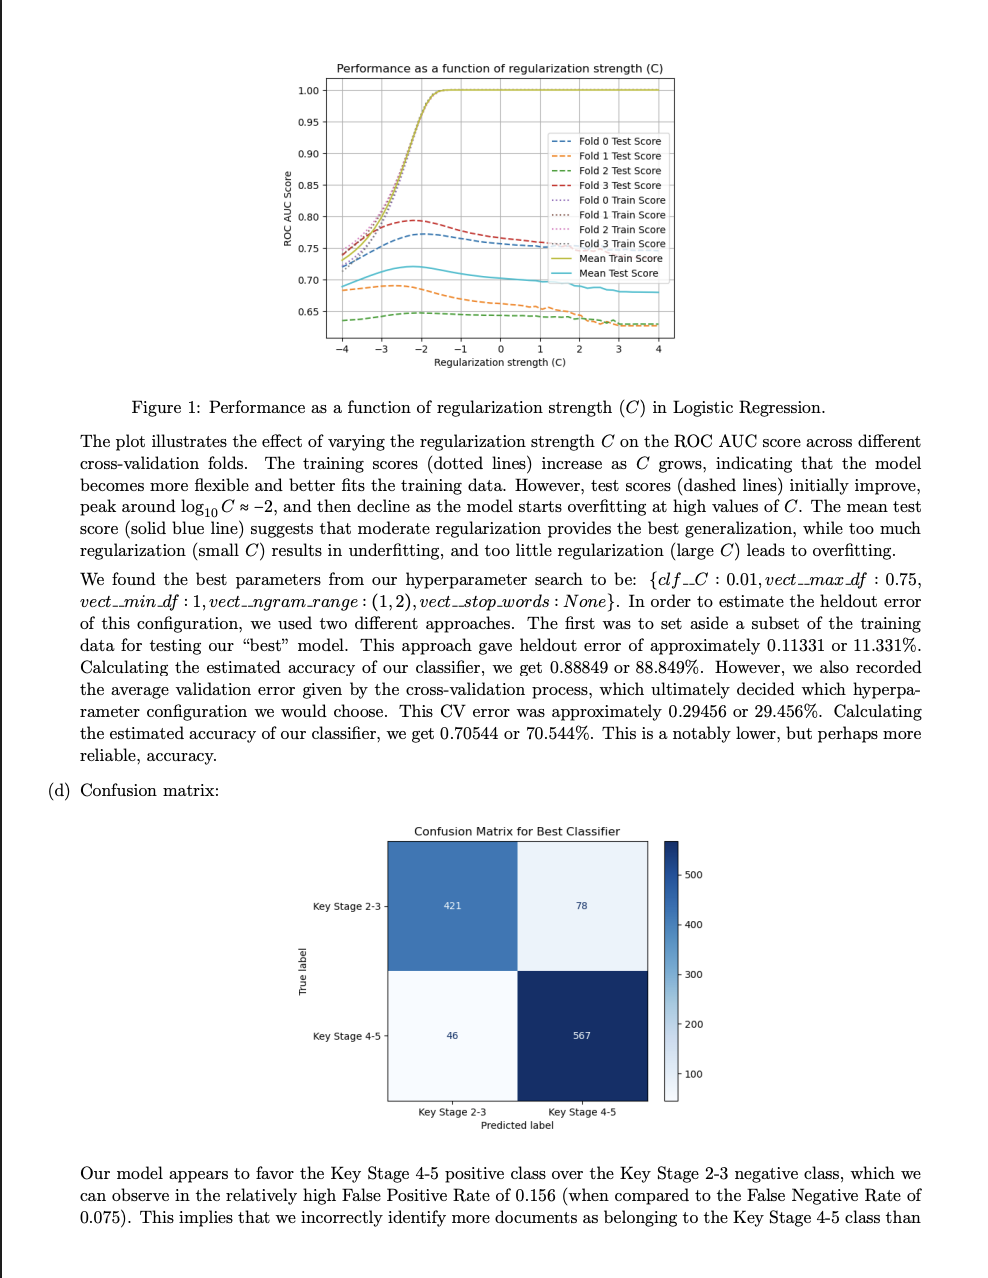 Performance as a function of regularization strength (C)
1.00
0.95
0.90
0.85
0.80
0.75
0.70
0.65
ROC AUC Score
Fold 0 Test Score
Fold 1 Test Score
Fold 2 Test Score
Fold 3 Test Score
Fold 0 Train Score
Fold 1 Train Score
Fold 2 Train Score
Fold 3 Train Score
Mean Train Score
Mean Test Score
−4 −3 −2 −1 0 1 2 3 4
Regularization strength (C)
Figure 1: Performance as a function of regularization strength (C) in Logistic Regression.
The plot illustrates the effect of varying the regularization strength C on the ROC AUC score across different
cross-validation folds. The training scores (dotted lines) increase as C grows, indicating that the model
becomes more flexible and better fits the training data. However, test scores (dashed lines) initially improve,
peak around log₁₀ C ≈ −2, and then decline as the model starts overfitting at high values of C. The mean test
score (solid blue line) suggests that moderate regularization provides the best generalization, while too much
regularization (small C) results in underfitting, and too little regularization (large C) leads to overfitting.
We found the best parameters from our hyperparameter search to be: {clf__C : 0.01, vect__max_df : 0.75,
vect__min_df : 1, vect__ngram_range : (1, 2), vect__stop_words : None}. In order to estimate the heldout error
of this configuration, we used two different approaches. The first was to set aside a subset of the training
data for testing our “best” model. This approach gave heldout error of approximately 0.11331 or 11.331%.
Calculating the estimated accuracy of our classifier, we get 0.88849 or 88.849%. However, we also recorded
the average validation error given by the cross-validation process, which ultimately decided which hyperpa-
rameter configuration we would choose. This CV error was approximately 0.29456 or 29.456%. Calculating
the estimated accuracy of our classifier, we get 0.70544 or 70.544%. This is a notably lower, but perhaps more
reliable, accuracy.
(d) Confusion matrix:
Confusion Matrix for Best Classifier
Key Stage 2-3
421
78
Key Stage 4-5
46
567
True label
Key Stage 2-3 Key Stage 4-5
Predicted label
500
400
300
200
100
Our model appears to favor the Key Stage 4-5 positive class over the Key Stage 2-3 negative class, which we
can observe in the relatively high False Positive Rate of 0.156 (when compared to the False Negative Rate of
0.075). This implies that we incorrectly identify more documents as belonging to the Key Stage 4-5 class than